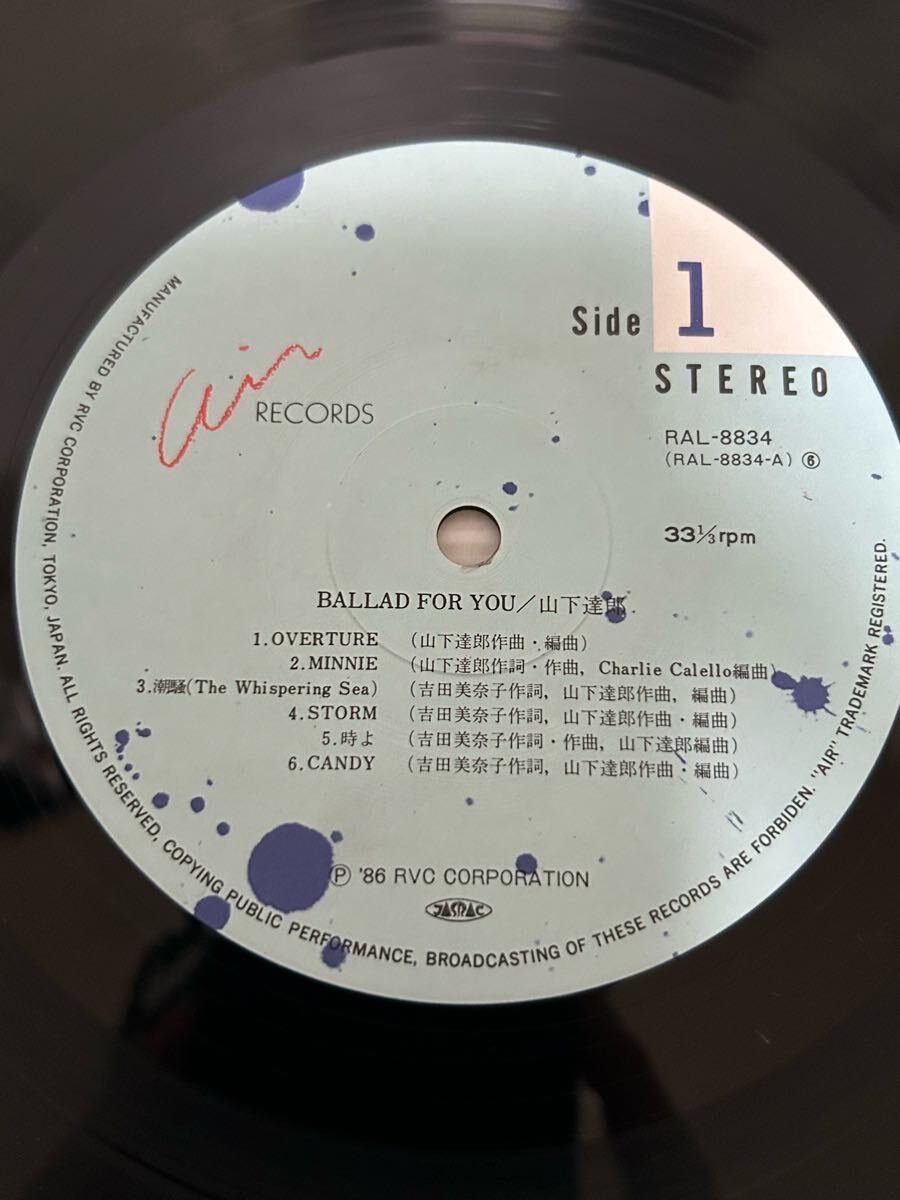 Side 1
STEREO
Air RECORDS
RAL-8834
(RAL-8834-A) ⑥
33⅓rpm
BALLAD FOR YOU／山下達郎
1.OVERTURE (山下達郎作曲・編曲)
2.MINNIE (山下達郎作詞・作曲, Charlie Calello編曲)
3.潮騒(The Whispering Sea) (吉田美奈子作詞, 山下達郎作曲, 編曲)
4.STORM (吉田美奈子作詞, 山下達郎作曲・編曲)
5.時よ (吉田美奈子作詞・作曲, 山下達郎編曲)
6.CANDY (吉田美奈子作詞, 山下達郎作曲・編曲)
Ⓟ '86 RVC CORPORATION
JASRAC
MANUFACTURED BY RVC CORPORATION, TOKYO, JAPAN. ALL RIGHTS RESERVED, COPYING PUBLIC PERFORMANCE, BROADCASTING OF THESE RECORDS ARE FORBIDEN. "AIR" TRADEMARK REGISTERED.